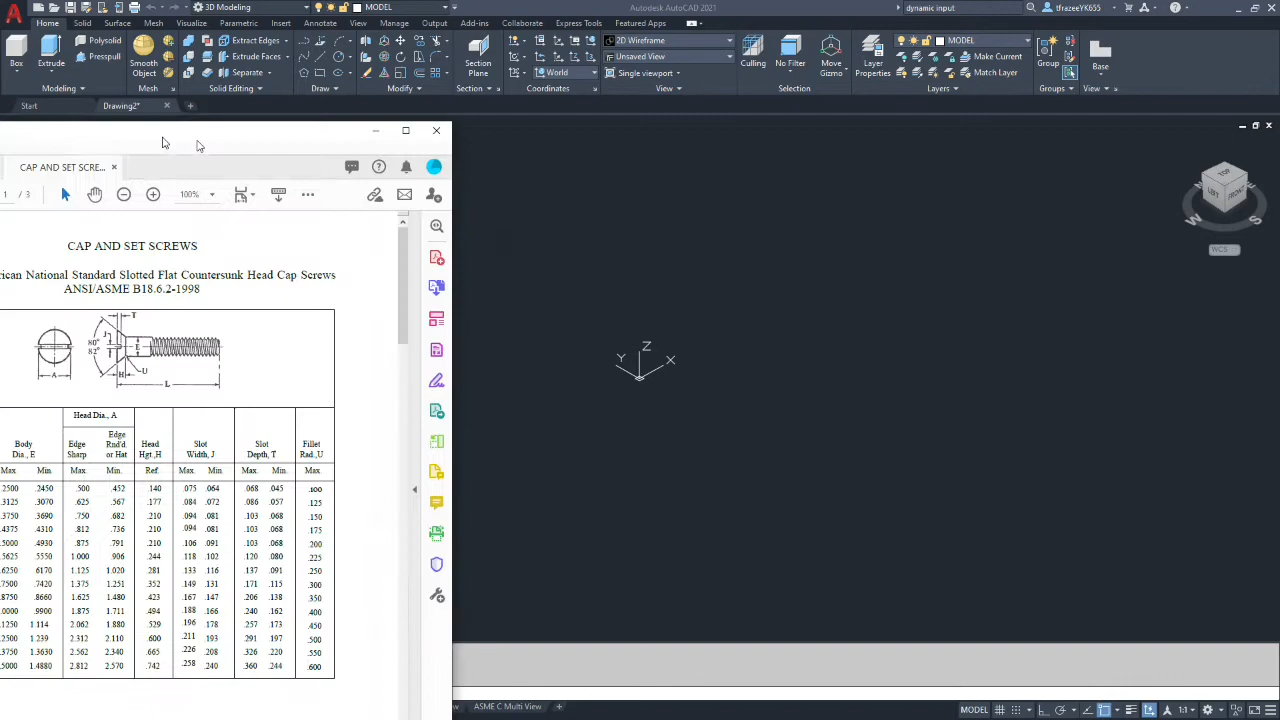 3D Modeling
MODEL
Autodesk AutoCAD 2021
dynamic input
tfrazeeYK655
Home Solid Surface Mesh Visualize Parametric Insert Annotate View Manage Output Add-ins Collaborate Express Tools Featured Apps
Box
Extrude
Polysolid
Presspull
Modeling
Smooth
Object
Mesh
Extract Edges
Extrude Faces
Separate
Solid Editing
Draw
Modify
Section
Plane
Section
World
Coordinates
2D Wireframe
Unsaved View
Single viewport
View
Culling
No Filter
Move
Gizmo
Selection
Layer
Properties
MODEL
Make Current
Match Layer
Layers
Group
Groups
Base
View
Start Drawing2*
CAP AND SET SCRE...
1 / 3 100%
CAP AND SET SCREWS
rican National Standard Slotted Flat Countersunk Head Cap Screws
ANSI/ASME B18.6.2-1998
T
J
80°
82°
E
U
A
H
L
Head Dia., A
Body
Dia., E
Edge
Sharp
Edge
Rnd'd
or Hat
Head
Hgt.,H
Slot
Width, J
Slot
Depth, T
Fillet
Rad.,U
Max Min. Max. Min. Ref. Max. Min. Max. Min. Max.
2500 .2450 .500 .452 .140 .075 .064 .068 .045 .100
.3125 .3070 .625 .567 .177 .084 .072 .086 .057 .125
.3750 .3690 .750 .682 .210 .094 .081 .103 .068 .150
.4375 .4310 .812 .736 .210 .094 .081 .103 .068 .175
.5000 .4930 .875 .791 .210 .106 .091 .103 .068 .200
.5625 .5550 1.000 .906 .244 .118 .102 .120 .080 .225
.6250 .6170 1.125 1.020 .281 .133 .116 .137 .091 .250
.7500 .7420 1.375 1.251 .352 .149 .131 .171 .115 .300
.8750 .8660 1.625 1.480 .423 .167 .147 .206 .138 .350
.0000 .9900 1.875 1.711 .494 .188 .166 .240 .162 .400
.1250 1.114 2.062 1.880 .529 .196 .178 .257 .173 .450
.2500 1.239 2.312 2.110 .600 .211 .193 .291 .197 .500
.3750 1.3630 2.562 2.340 .665 .226 .208 .326 .220 .550
.5000 1.4880 2.812 2.570 .742 .258 .240 .360 .244 .600
TOP
LEFT
FRONT
W
S
WCS
Z
Y
X
ASME C Multi View
MODEL
1:1